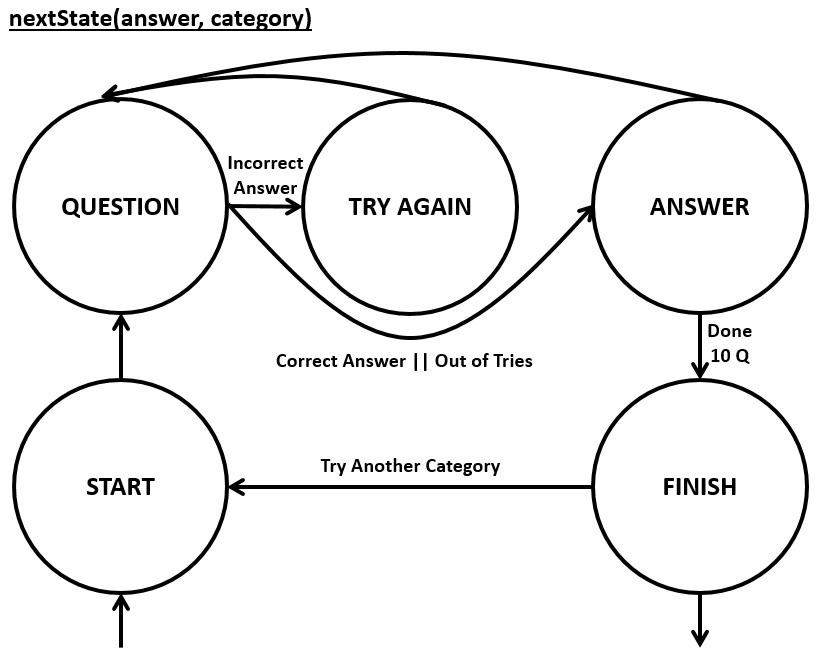 nextState(answer, category)
Incorrect
Answer
QUESTION
TRY AGAIN
ANSWER
Done
10 Q
Correct Answer || Out of Tries
Try Another Category
START
FINISH